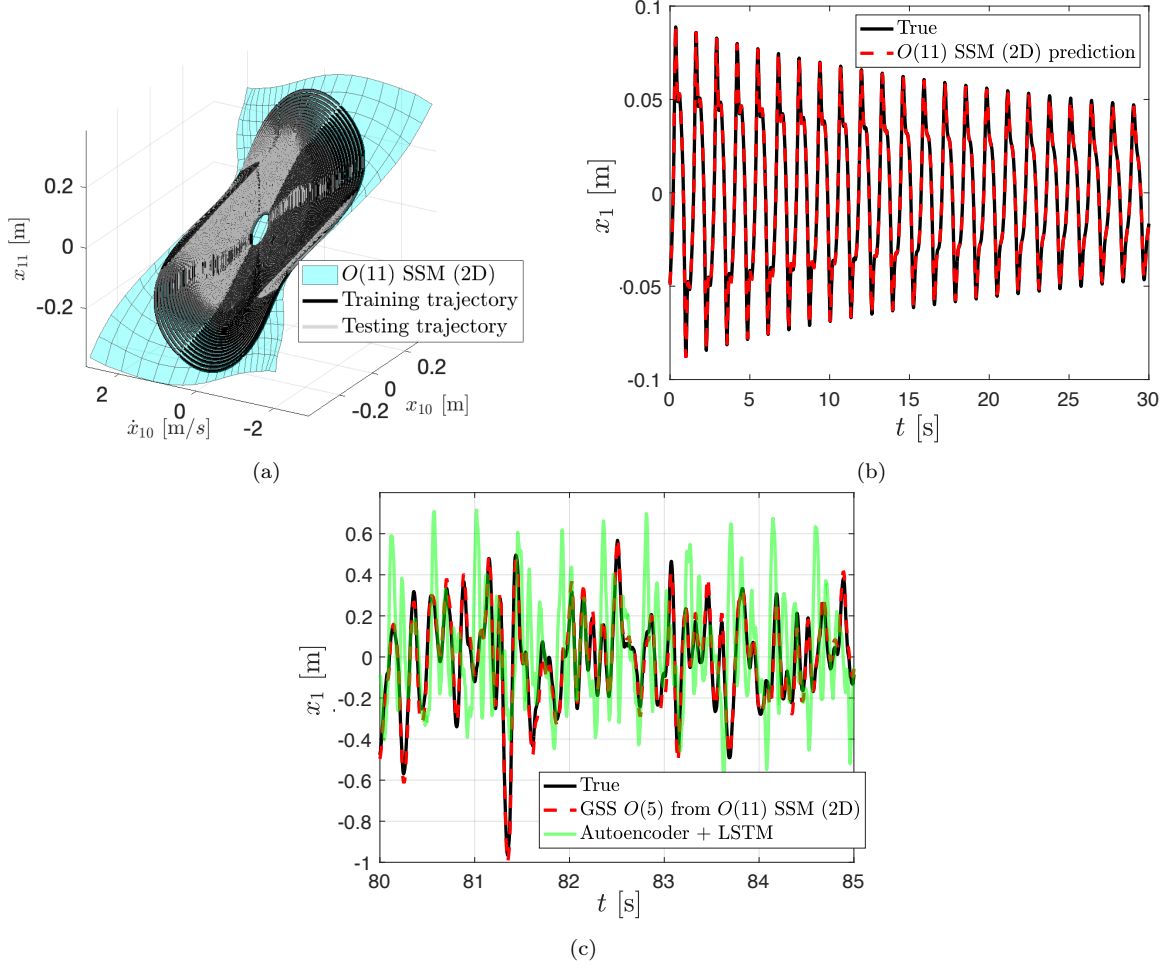 x₁₁ [m]
0.2
0
-0.2
2
0
-2
ẋ₁₀ [m/s]
0.2
0
-0.2
x₁₀ [m]
O(11) SSM (2D)
Training trajectory
Testing trajectory
(a)
x₁ [m]
0.1
0.05
0
-0.05
-0.1
True
O(11) SSM (2D) prediction
0 5 10 15 20 25 30
t [s]
(b)
x₁ [m]
0.6
0.4
0.2
0
-0.2
-0.4
-0.6
-0.8
-1
True
GSS O(5) from O(11) SSM (2D)
Autoencoder + LSTM
80 81 82 83 84 85
t [s]
(c)